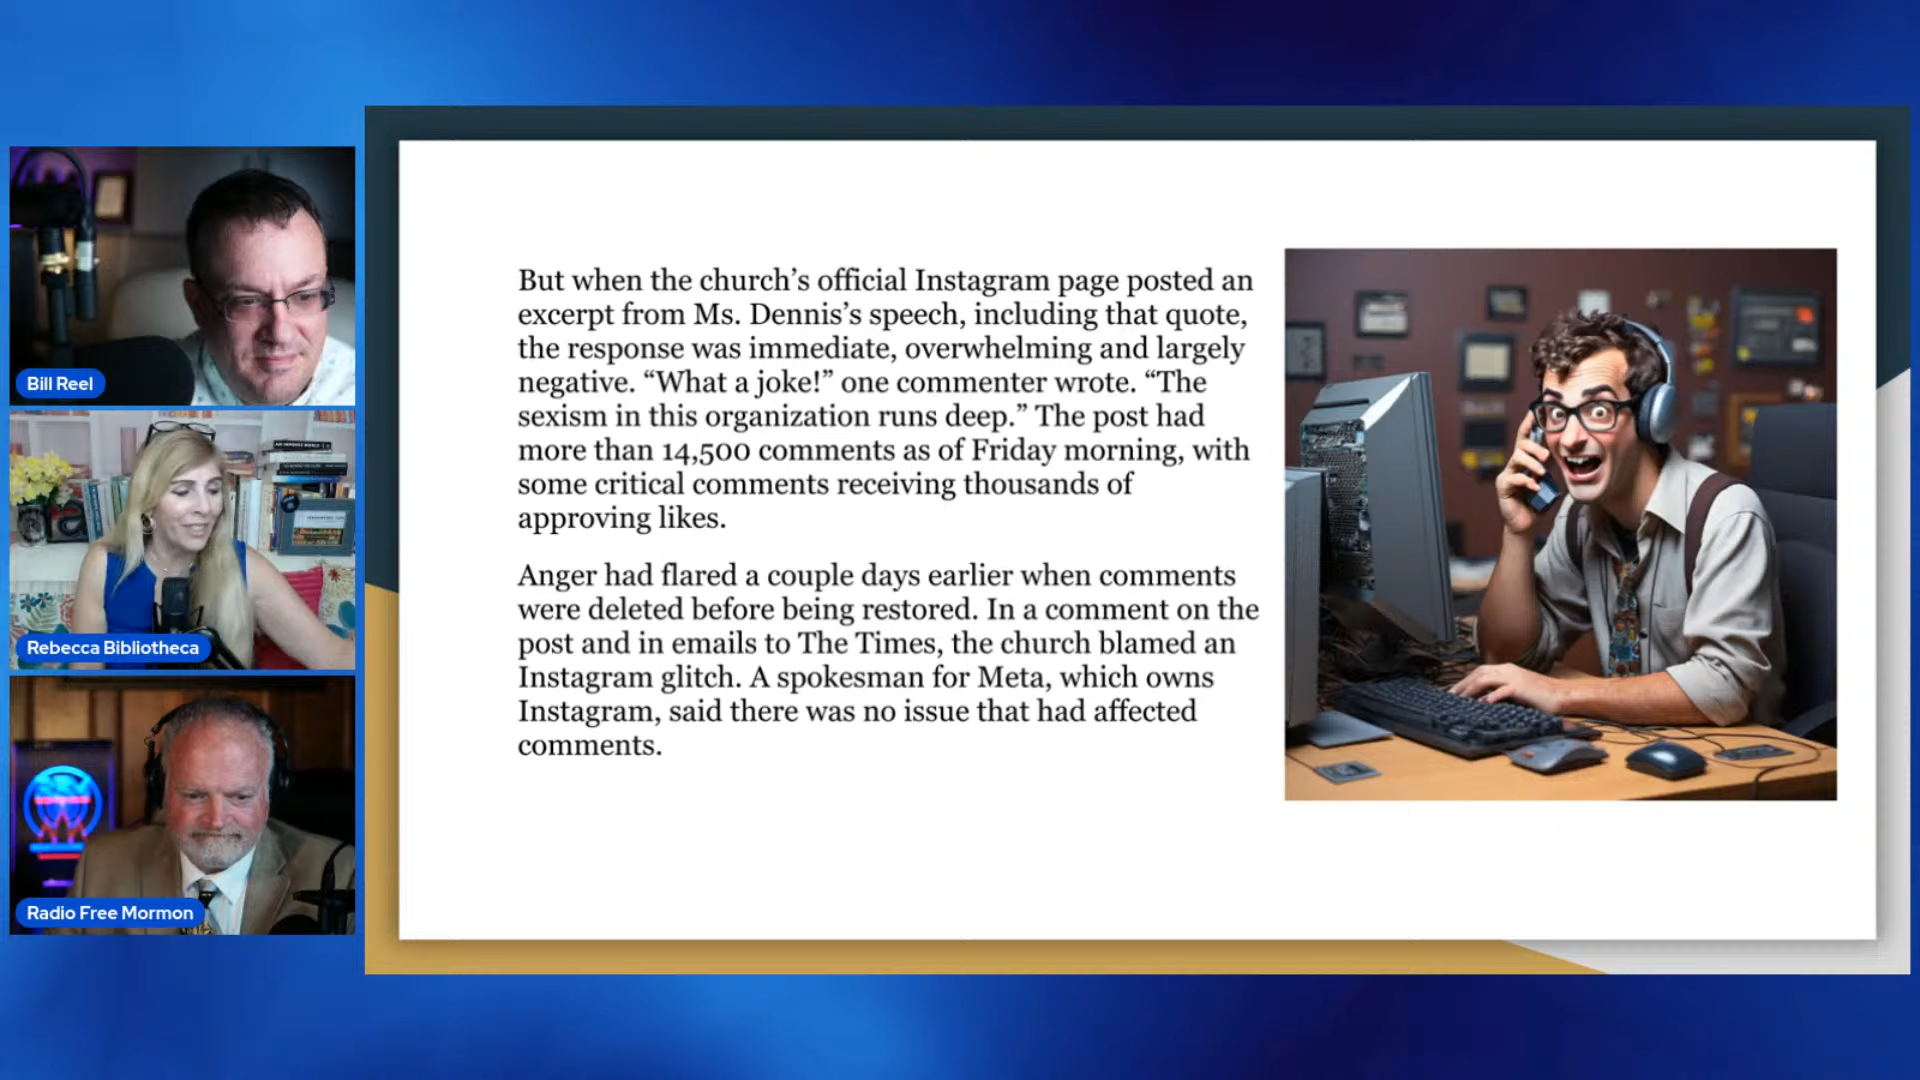 Bill Reel
Rebecca Bibliotheca
Radio Free Mormon
But when the church’s official Instagram page posted an
excerpt from Ms. Dennis’s speech, including that quote,
the response was immediate, overwhelming and largely
negative. “What a joke!” one commenter wrote. “The
sexism in this organization runs deep.” The post had
more than 14,500 comments as of Friday morning, with
some critical comments receiving thousands of
approving likes.
Anger had flared a couple days earlier when comments
were deleted before being restored. In a comment on the
post and in emails to The Times, the church blamed an
Instagram glitch. A spokesman for Meta, which owns
Instagram, said there was no issue that had affected
comments.